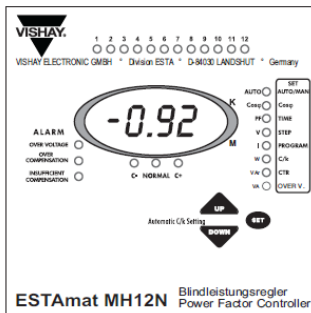 VISHAY.
1 2 3 4 5 6 7 8 9 10 11 12
VISHAY ELECTRONIC GMBH * Division ESTA * D-84030 LANDSHUT * Germany
-0.92
K
M
ALARM
OVER VOLTAGE
OVER COMPENSATION
INSUFFICIENT COMPENSATION
C- NORMAL C+
SET
AUTO AUTO/MAN
Cosφ Cosφ
PF TIME
V STEP
I PROGRAM
W C/k
VAr CTR
VA OVER V..
Automatic C/k Setting
UP
DOWN
SET
ESTAmat MH12N
Blindleistungsregler
Power Factor Controller